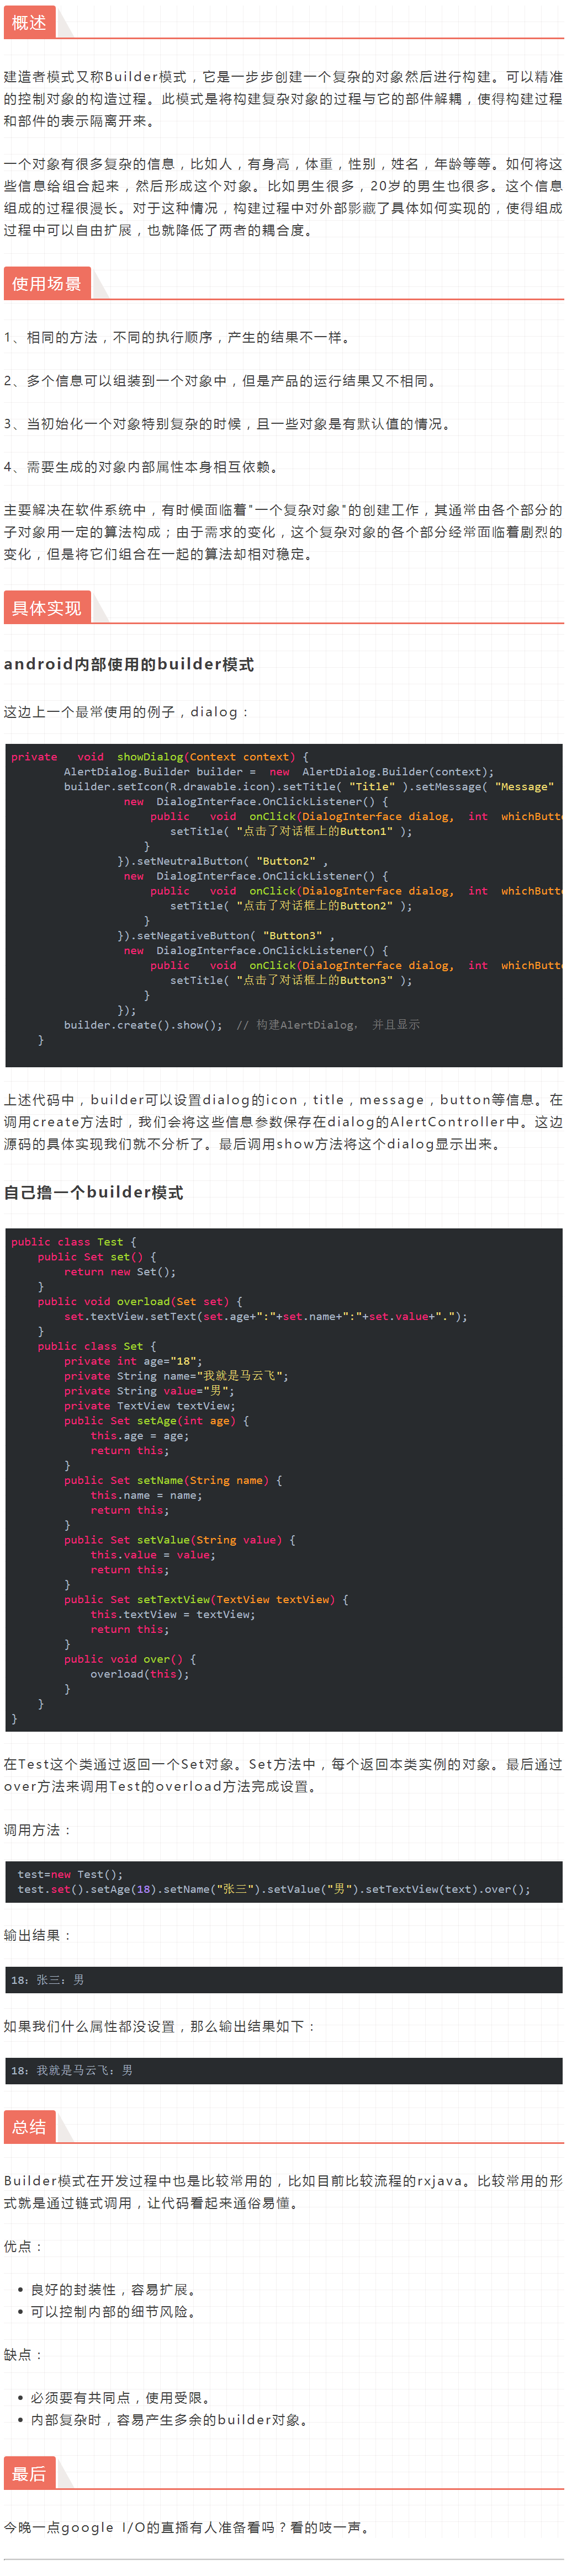 概述
建造者模式又称Builder模式，它是一步步创建一个复杂的对象然后进行构建。可以精准
的控制对象的构造过程。此模式是将构建复杂对象的过程与它的部件解耦，使得构建过程
和部件的表示隔离开来。
一个对象有很多复杂的信息，比如人，有身高，体重，性别，姓名，年龄等等。如何将这
些信息给组合起来，然后形成这个对象。比如男生很多，20岁的男生也很多。这个信息
组成的过程很漫长。对于这种情况，构建过程中对外部影藏了具体如何实现的，使得组成
过程中可以自由扩展，也就降低了两者的耦合度。
使用场景
1、相同的方法，不同的执行顺序，产生的结果不一样。
2、多个信息可以组装到一个对象中，但是产品的运行结果又不相同。
3、当初始化一个对象特别复杂的时候，且一些对象是有默认值的情况。
4、需要生成的对象内部属性本身相互依赖。
主要解决在软件系统中，有时候面临着"一个复杂对象"的创建工作，其通常由各个部分的
子对象用一定的算法构成；由于需求的变化，这个复杂对象的各个部分经常面临着剧烈的
变化，但是将它们组合在一起的算法却相对稳定。
具体实现
android内部使用的builder模式
这边上一个最常使用的例子，dialog：
private void showDialog(Context context) {
AlertDialog.Builder builder = new AlertDialog.Builder(context);
builder.setIcon(R.drawable.icon).setTitle( "Title" ).setMessage( "Message"
new DialogInterface.OnClickListener() {
public void onClick(DialogInterface dialog, int whichButto
setTitle( "点击了对话框上的Button1" );
}
}).setNeutralButton( "Button2" ,
new DialogInterface.OnClickListener() {
public void onClick(DialogInterface dialog, int whichButto
setTitle( "点击了对话框上的Button2" );
}
}).setNegativeButton( "Button3" ,
new DialogInterface.OnClickListener() {
public void onClick(DialogInterface dialog, int whichButto
setTitle( "点击了对话框上的Button3" );
}
});
builder.create().show(); // 构建AlertDialog， 并且显示
}
上述代码中，builder可以设置dialog的icon，title，message，button等信息。在
调用create方法时，我们会将这些信息参数保存在dialog的AlertController中。这边
源码的具体实现我们就不分析了。最后调用show方法将这个dialog显示出来。
自己撸一个builder模式
public class Test {
public Set set() {
return new Set();
}
public void overload(Set set) {
set.textView.setText(set.age+":"+set.name+":"+set.value+".");
}
public class Set {
private int age="18";
private String name="我就是马云飞";
private String value="男";
private TextView textView;
public Set setAge(int age) {
this.age = age;
return this;
}
public Set setName(String name) {
this.name = name;
return this;
}
public Set setValue(String value) {
this.value = value;
return this;
}
public Set setTextView(TextView textView) {
this.textView = textView;
return this;
}
public void over() {
overload(this);
}
}
}
在Test这个类通过返回一个Set对象。Set方法中，每个返回本类实例的对象。最后通过
over方法来调用Test的overload方法完成设置。
调用方法：
test=new Test();
test.set().setAge(18).setName("张三").setValue("男").setTextView(text).over();
输出结果：
18：张三：男
如果我们什么属性都没设置，那么输出结果如下：
18：我就是马云飞：男
总结
Builder模式在开发过程中也是比较常用的，比如目前比较流程的rxjava。比较常用的形
式就是通过链式调用，让代码看起来通俗易懂。
优点：
• 良好的封装性，容易扩展。
• 可以控制内部的细节风险。
缺点：
• 必须要有共同点，使用受限。
• 内部复杂时，容易产生多余的builder对象。
最后
今晚一点google I/O的直播有人准备看吗？看的吱一声。